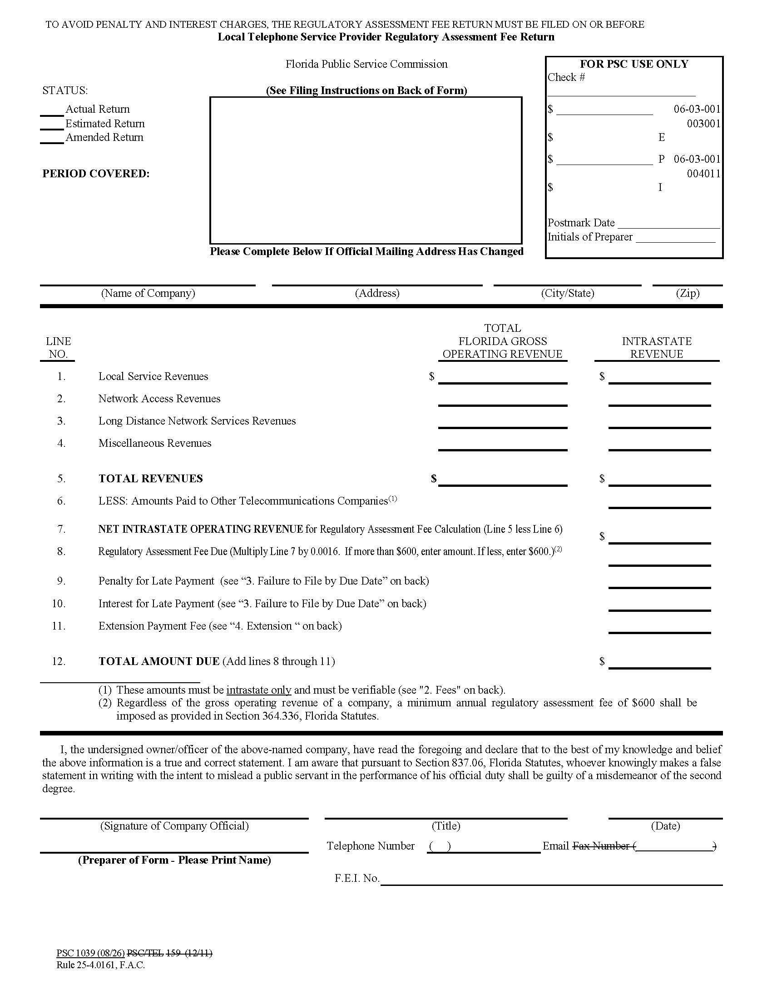 TO AVOID PENALTY AND INTEREST CHARGES, THE REGULATORY ASSESSMENT FEE RETURN MUST BE FILED ON OR BEFORE
Local Telephone Service Provider Regulatory Assessment Fee Return
Florida Public Service Commission
STATUS:
(See Filing Instructions on Back of Form)
Actual Return
Estimated Return
Amended Return
PERIOD COVERED:
Please Complete Below If Official Mailing Address Has Changed
FOR PSC USE ONLY
Check #
$ 06-03-001
003001
$ E
$ P 06-03-001
004011
$ I
Postmark Date
Initials of Preparer
(Name of Company) (Address) (City/State) (Zip)
TOTAL
LINE FLORIDA GROSS INTRASTATE
NO. OPERATING REVENUE REVENUE
1. Local Service Revenues $ $
2. Network Access Revenues
3. Long Distance Network Services Revenues
4. Miscellaneous Revenues
5. TOTAL REVENUES $ $
6. LESS: Amounts Paid to Other Telecommunications Companies(1)
7. NET INTRASTATE OPERATING REVENUE for Regulatory Assessment Fee Calculation (Line 5 less Line 6) $
8. Regulatory Assessment Fee Due (Multiply Line 7 by 0.0016. If more than $600, enter amount. If less, enter $600.)(2)
9. Penalty for Late Payment (see “3. Failure to File by Due Date” on back)
10. Interest for Late Payment (see “3. Failure to File by Due Date” on back)
11. Extension Payment Fee (see “4. Extension “ on back)
12. TOTAL AMOUNT DUE (Add lines 8 through 11) $
(1) These amounts must be intrastate only and must be verifiable (see "2. Fees" on back).
(2) Regardless of the gross operating revenue of a company, a minimum annual regulatory assessment fee of $600 shall be
imposed as provided in Section 364.336, Florida Statutes.
I, the undersigned owner/officer of the above-named company, have read the foregoing and declare that to the best of my knowledge and belief
the above information is a true and correct statement. I am aware that pursuant to Section 837.06, Florida Statutes, whoever knowingly makes a false
statement in writing with the intent to mislead a public servant in the performance of his official duty shall be guilty of a misdemeanor of the second
degree.
(Signature of Company Official) (Title) (Date)
Telephone Number ( ) Email Fax Number ( )
(Preparer of Form - Please Print Name)
F.E.I. No.
PSC 1039 (08/26) PSC/TEL 159 (12/11)
Rule 25-4.0161, F.A.C.